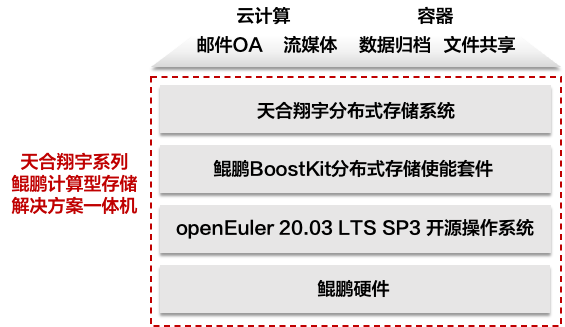 云计算 容器
邮件OA 流媒体 数据归档 文件共享
天合翔宇系列
鲲鹏计算型存储
解决方案一体机
天合翔宇分布式存储系统
鲲鹏BoostKit分布式存储使能套件
openEuler 20.03 LTS SP3 开源操作系统
鲲鹏硬件